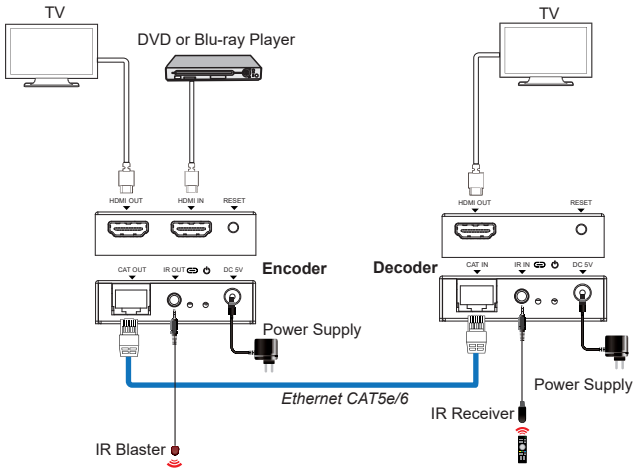 TV
TV
DVD or Blu-ray Player
HDMI OUT
HDMI IN
RESET
HDMI OUT
RESET
CAT OUT
IR OUT
DC 5V
Encoder
Decoder
CAT IN
IR IN
DC 5V
Power Supply
Power Supply
Ethernet CAT5e/6
IR Receiver
IR Blaster